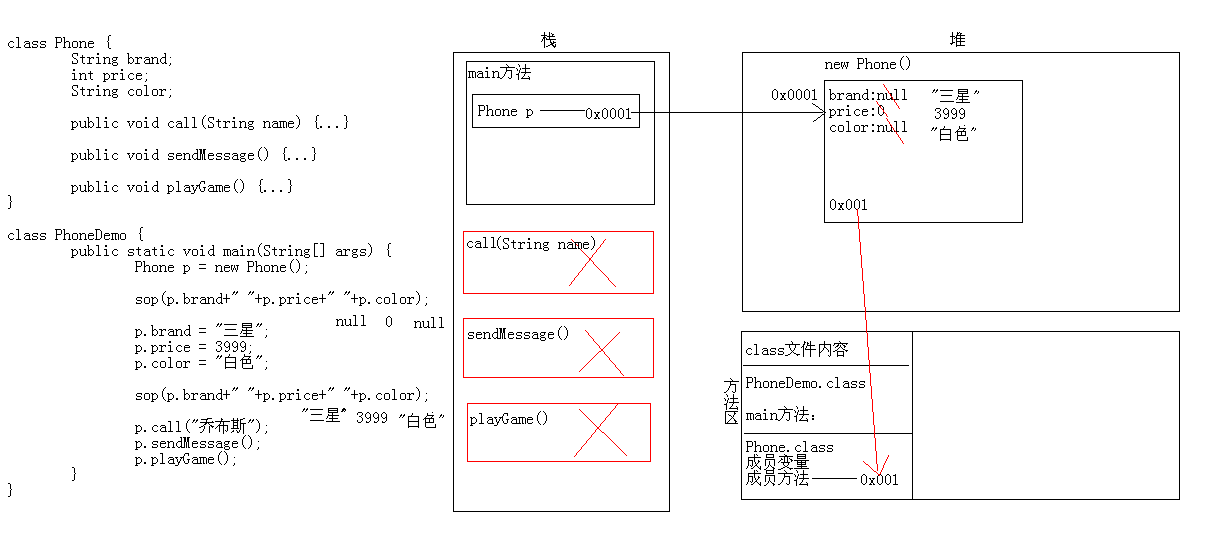 class Phone {
String brand;
int price;
String color;
public void call(String name) {...}
public void sendMessage() {...}
public void playGame() {...}
}
class PhoneDemo {
public static void main(String[] args) {
Phone p = new Phone();
sop(p.brand+" "+p.price+" "+p.color);
null 0 null
p.brand = "三星";
p.price = 3999;
p.color = "白色";
sop(p.brand+" "+p.price+" "+p.color);
"三星" 3999 "白色"
p.call("乔布斯");
p.sendMessage();
p.playGame();
}
}
栈
main方法
Phone p 0x0001
call(String name)
sendMessage()
playGame()
堆
new Phone()
0x0001
brand:null "三星"
price:0 3999
color:null "白色"
0x001
方法区
class文件内容
PhoneDemo.class
main方法:
Phone.class
成员变量
成员方法 0x001